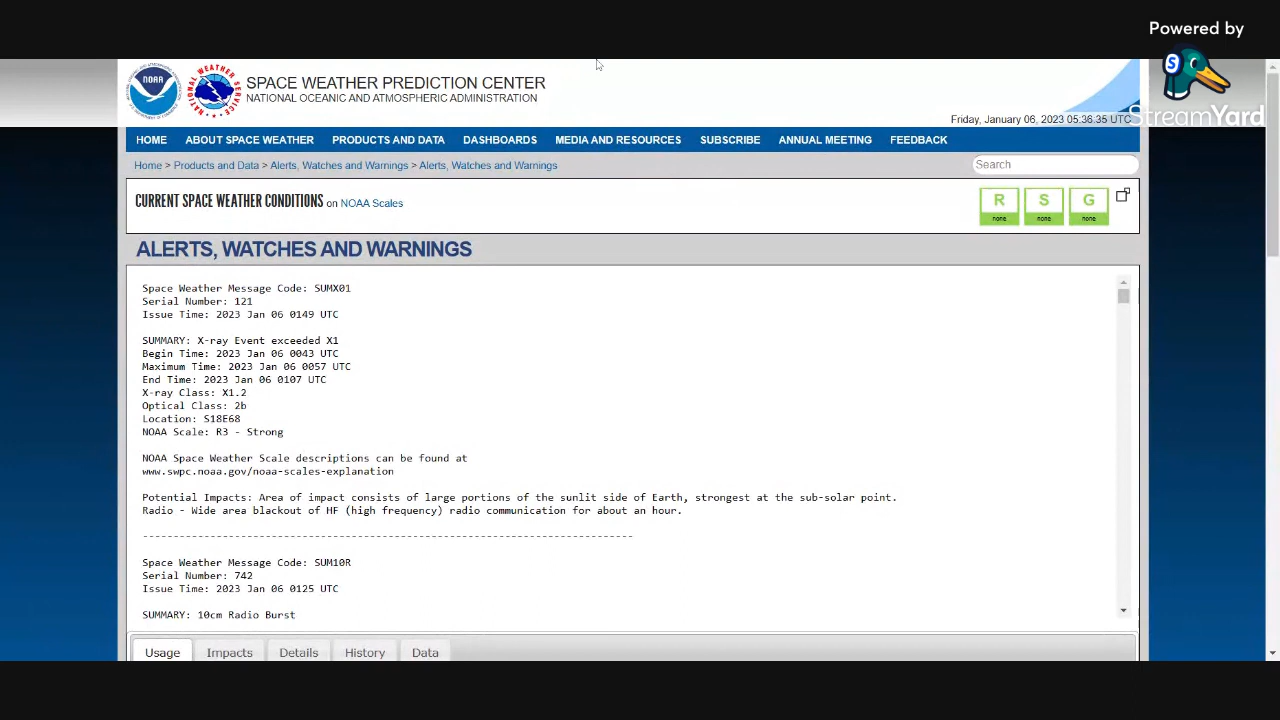 Powered by
StreamYard
NOAA
NATIONAL WEATHER SERVICE
SPACE WEATHER PREDICTION CENTER
NATIONAL OCEANIC AND ATMOSPHERIC ADMINISTRATION
Friday, January 06, 2023 05:36:35 UTC
HOME ABOUT SPACE WEATHER PRODUCTS AND DATA DASHBOARDS MEDIA AND RESOURCES SUBSCRIBE ANNUAL MEETING FEEDBACK
Home > Products and Data > Alerts, Watches and Warnings > Alerts, Watches and Warnings
Search
CURRENT SPACE WEATHER CONDITIONS on NOAA Scales
R S G
none none none
ALERTS, WATCHES AND WARNINGS
Space Weather Message Code: SUMX01
Serial Number: 121
Issue Time: 2023 Jan 06 0149 UTC
SUMMARY: X-ray Event exceeded X1
Begin Time: 2023 Jan 06 0043 UTC
Maximum Time: 2023 Jan 06 0057 UTC
End Time: 2023 Jan 06 0107 UTC
X-ray Class: X1.2
Optical Class: 2b
Location: S18E68
NOAA Scale: R3 - Strong
NOAA Space Weather Scale descriptions can be found at
www.swpc.noaa.gov/noaa-scales-explanation
Potential Impacts: Area of impact consists of large portions of the sunlit side of Earth, strongest at the sub-solar point.
Radio - Wide area blackout of HF (high frequency) radio communication for about an hour.
---------------------------------------------------------------------------
Space Weather Message Code: SUM10R
Serial Number: 742
Issue Time: 2023 Jan 06 0125 UTC
SUMMARY: 10cm Radio Burst
Usage Impacts Details History Data